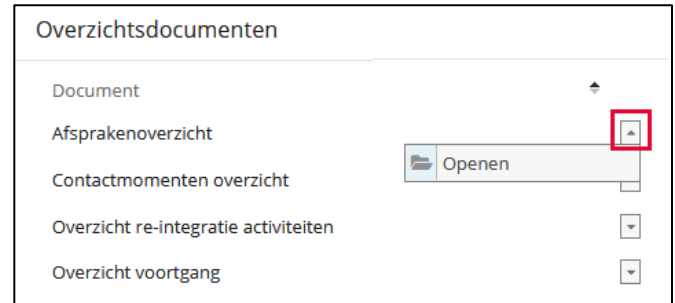 Overzichtsdocumenten
Document
Afsprakenoverzicht
Openen
Contactmomenten overzicht
Overzicht re-integratie activiteiten
Overzicht voortgang